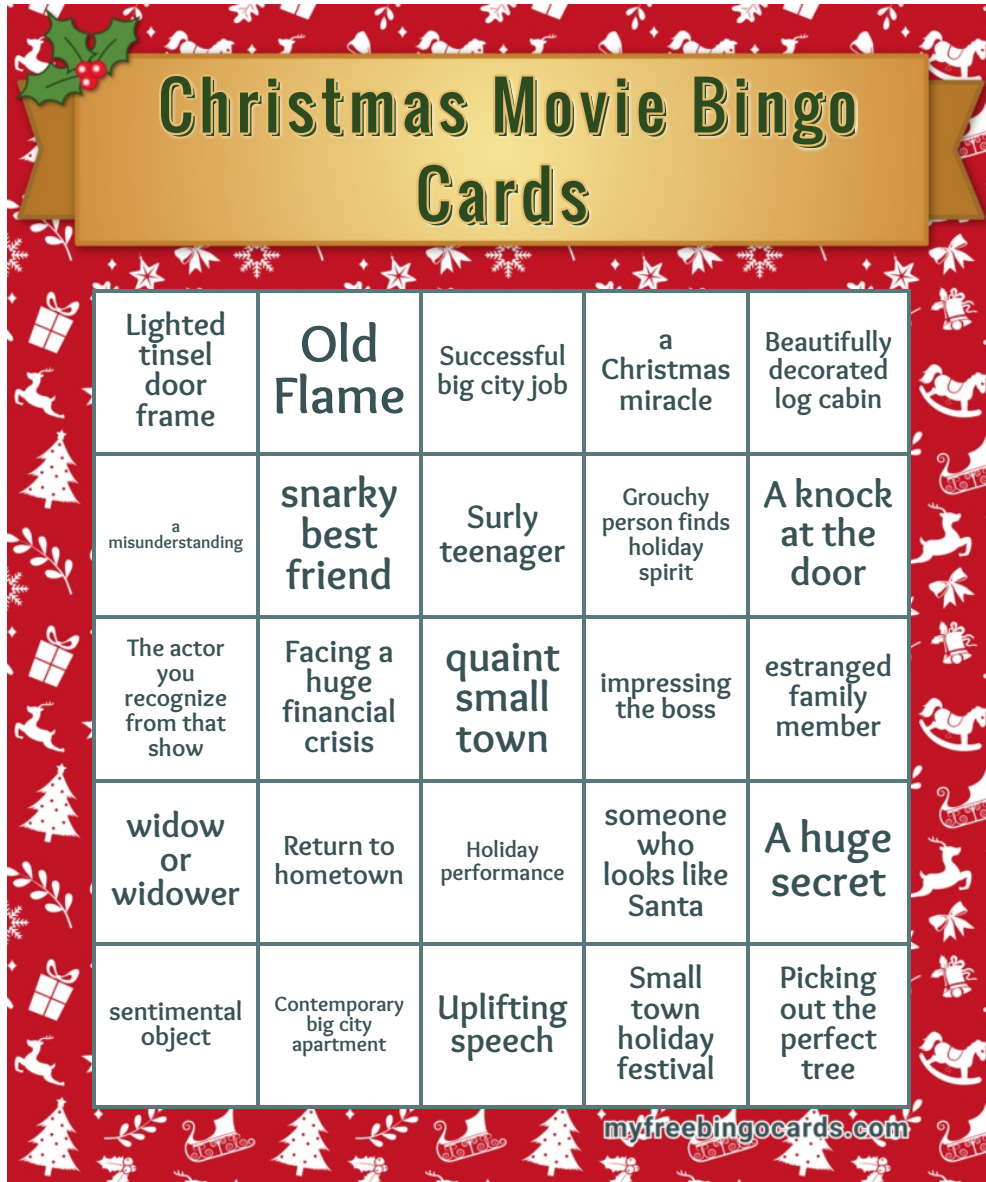 Christmas Movie Bingo
Cards
Lighted
tinsel
door
frame
Old
Flame
Successful
big city job
a
Christmas
miracle
Beautifully
decorated
log cabin
a
misunderstanding
snarky
best
friend
Surly
teenager
Grouchy
person finds
holiday
spirit
A knock
at the
door
The actor
you
recognize
from that
show
Facing a
huge
financial
crisis
quaint
small
town
impressing
the boss
estranged
family
member
widow
or
widower
Return to
hometown
Holiday
performance
someone
who
looks like
Santa
A huge
secret
sentimental
object
Contemporary
big city
apartment
Uplifting
speech
Small
town
holiday
festival
Picking
out the
perfect
tree
myfreebingocards.com